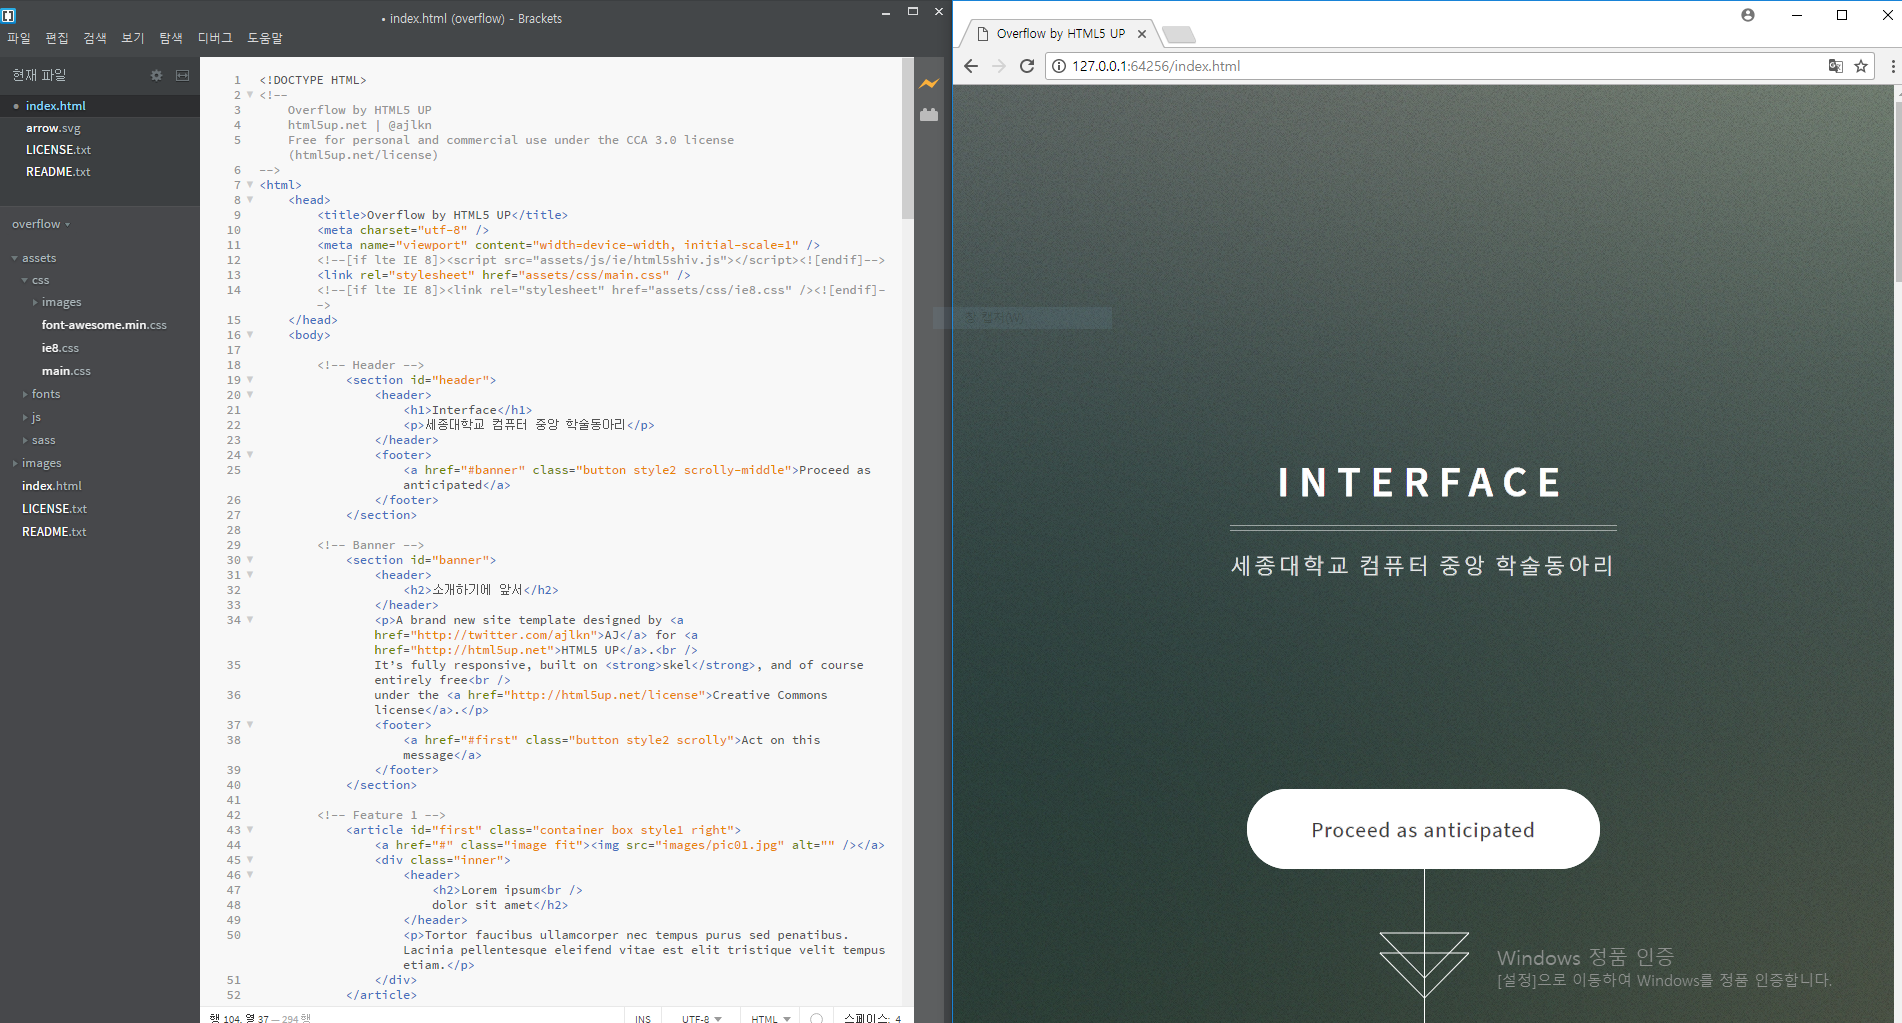 • index.html (overflow) - Brackets
파일 편집 검색 보기 탐색 디버그 도움말
현재 파일
index.html
arrow.svg
LICENSE.txt
README.txt
overflow
assets
css
images
font-awesome.min.css
ie8.css
main.css
fonts
js
sass
images
index.html
LICENSE.txt
README.txt
1 <!DOCTYPE HTML>
2 <!--
3 Overflow by HTML5 UP
4 html5up.net | @ajlkn
5 Free for personal and commercial use under the CCA 3.0 license
(html5up.net/license)
6 -->
7 <html>
8 <head>
9 <title>Overflow by HTML5 UP</title>
10 <meta charset="utf-8" />
11 <meta name="viewport" content="width=device-width, initial-scale=1" />
12 <!--[if lte IE 8]><script src="assets/js/ie/html5shiv.js"></script><![endif]-->
13 <link rel="stylesheet" href="assets/css/main.css" />
14 <!--[if lte IE 8]><link rel="stylesheet" href="assets/css/ie8.css" /><![endif]-
->
15 </head>
16 <body>
17
18 <!-- Header -->
19 <section id="header">
20 <header>
21 <h1>Interface</h1>
22 <p>세종대학교 컴퓨터 중앙 학술동아리</p>
23 </header>
24 <footer>
25 <a href="#banner" class="button style2 scrolly-middle">Proceed as
anticipated</a>
26 </footer>
27 </section>
28
29 <!-- Banner -->
30 <section id="banner">
31 <header>
32 <h2>소개하기에 앞서</h2>
33 </header>
34 <p>A brand new site template designed by <a
href="http://twitter.com/ajlkn">AJ</a> for <a
href="http://html5up.net">HTML5 UP</a>.<br />
35 It’s fully responsive, built on <strong>skel</strong>, and of course
entirely free<br />
36 under the <a href="http://html5up.net/license">Creative Commons
license</a>.</p>
37 <footer>
38 <a href="#first" class="button style2 scrolly">Act on this
message</a>
39 </footer>
40 </section>
41
42 <!-- Feature 1 -->
43 <article id="first" class="container box style1 right">
44 <a href="#" class="image fit"><img src="images/pic01.jpg" alt="" /></a>
45 <div class="inner">
46 <header>
47 <h2>Lorem ipsum<br />
48 dolor sit amet</h2>
49 </header>
50 <p>Tortor faucibus ullamcorper nec tempus purus sed penatibus.
Lacinia pellentesque eleifend vitae est elit tristique velit tempus
etiam.</p>
51 </div>
52 </article>
행 104, 열 37 — 294 행
INS UTF-8 HTML 스페이스: 4
Overflow by HTML5 UP
127.0.0.1:64256/index.html
창 캡처(W)
INTERFACE
세종대학교 컴퓨터 중앙 학술동아리
Proceed as anticipated
Windows 정품 인증
[설정]으로 이동하여 Windows를 정품 인증합니다.